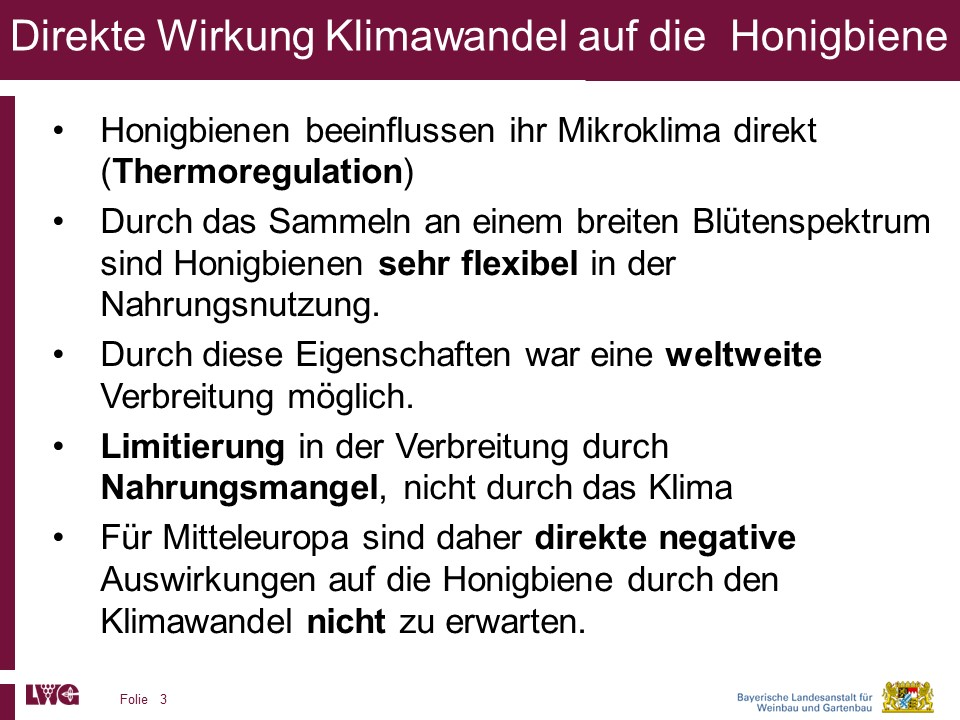 Direkte Wirkung Klimawandel auf die  Honigbiene
• Honigbienen beeinflussen ihr Mikroklima direkt
(Thermoregulation)
• Durch das Sammeln an einem breiten Blütenspektrum
sind Honigbienen sehr flexibel in der
Nahrungsnutzung.
• Durch diese Eigenschaften war eine weltweite
Verbreitung möglich.
• Limitierung in der Verbreitung durch
Nahrungsmangel, nicht durch das Klima
• Für Mitteleuropa sind daher direkte negative
Auswirkungen auf die Honigbiene durch den
Klimawandel nicht zu erwarten.
LWG
Folie 3
Bayerische Landesanstalt für
Weinbau und Gartenbau